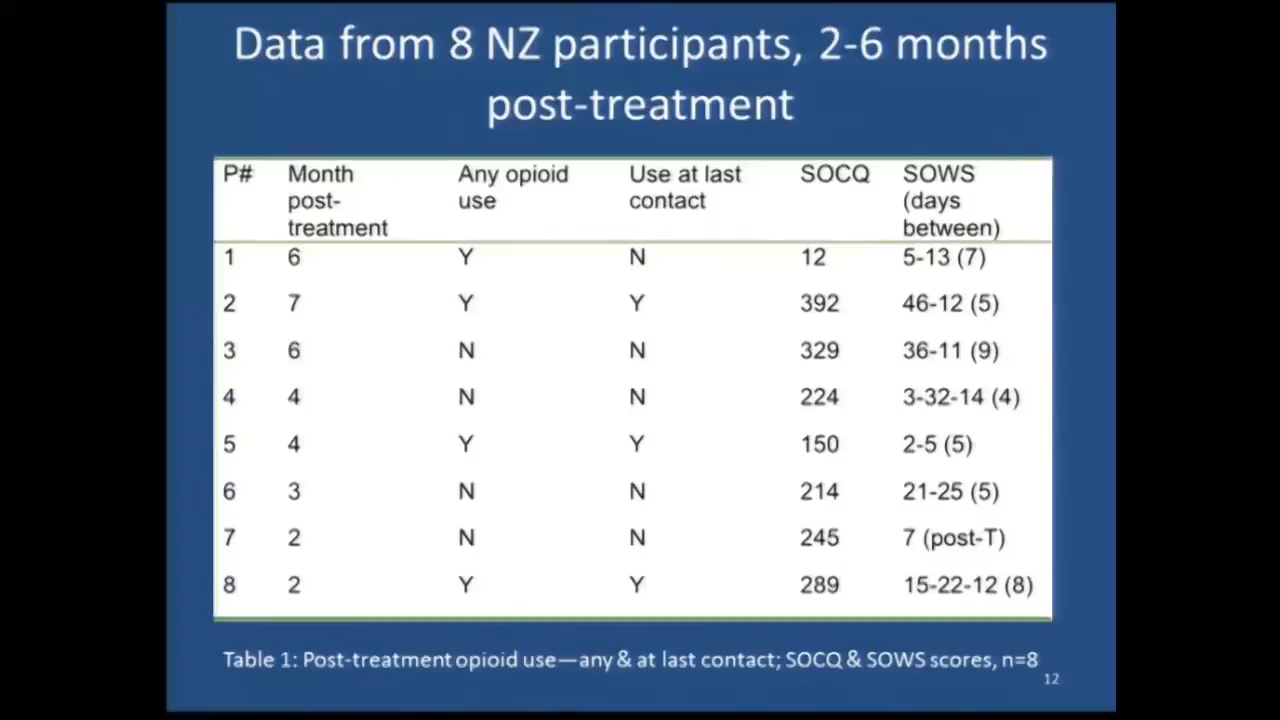 Data from 8 NZ participants, 2-6 months
post-treatment
P# Month post-treatment Any opioid use Use at last contact SOCQ SOWS (days between)
1 6 Y N 12 5-13 (7)
2 7 Y Y 392 46-12 (5)
3 6 N N 329 36-11 (9)
4 4 N N 224 3-32-14 (4)
5 4 Y Y 150 2-5 (5)
6 3 N N 214 21-25 (5)
7 2 N N 245 7 (post-T)
8 2 Y Y 289 15-22-12 (8)
Table 1: Post-treatment opioid use—any & at last contact; SOCQ & SOWS scores, n=8
12